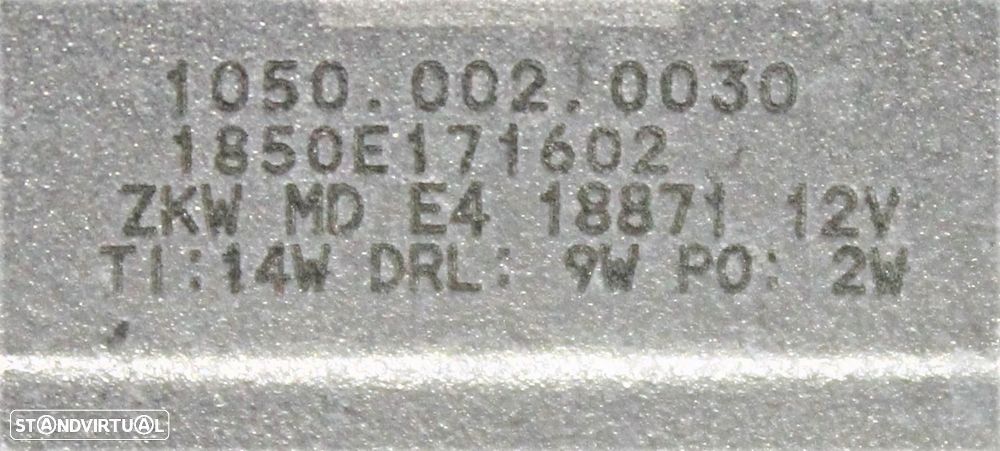 1050.002.0030
1850E171602
ZKW MD E4 18871 12V
TI:14W DRL: 9W PO: 2W
STANDVIRTUAL